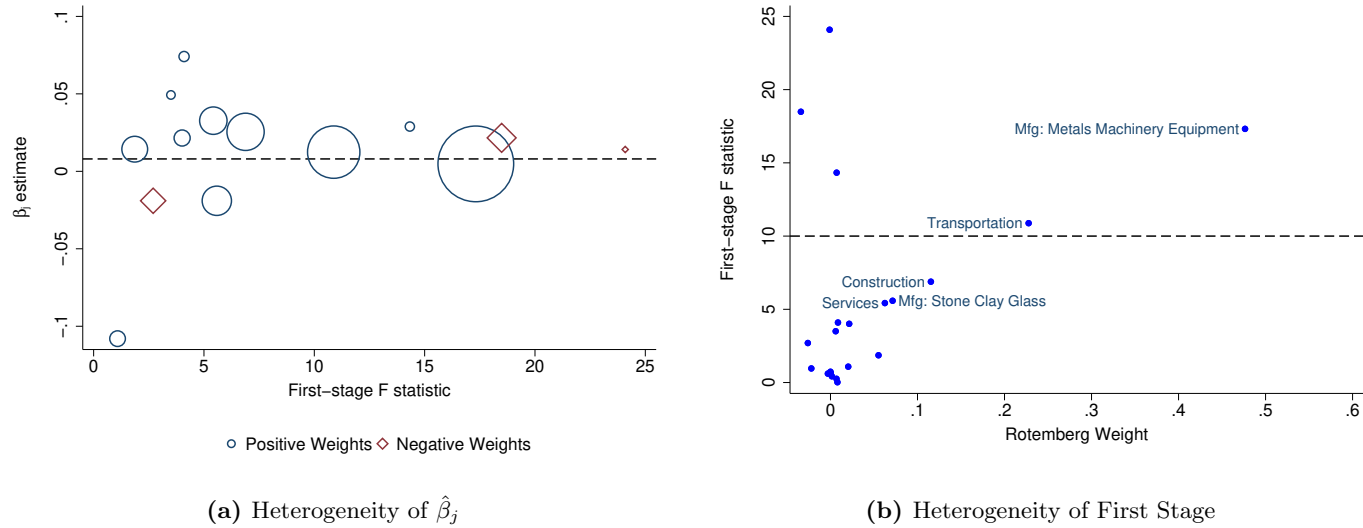 .1
.05
0
-.05
-.1
βj estimate
0 5 10 15 20 25
First-stage F statistic
Positive Weights Negative Weights
(a) Heterogeneity of β̂j
25
20
15
10
5
0
First-stage F statistic
Mfg: Metals Machinery Equipment
Transportation
Construction
Services Mfg: Stone Clay Glass
0 .1 .2 .3 .4 .5 .6
Rotemberg Weight
(b) Heterogeneity of First Stage